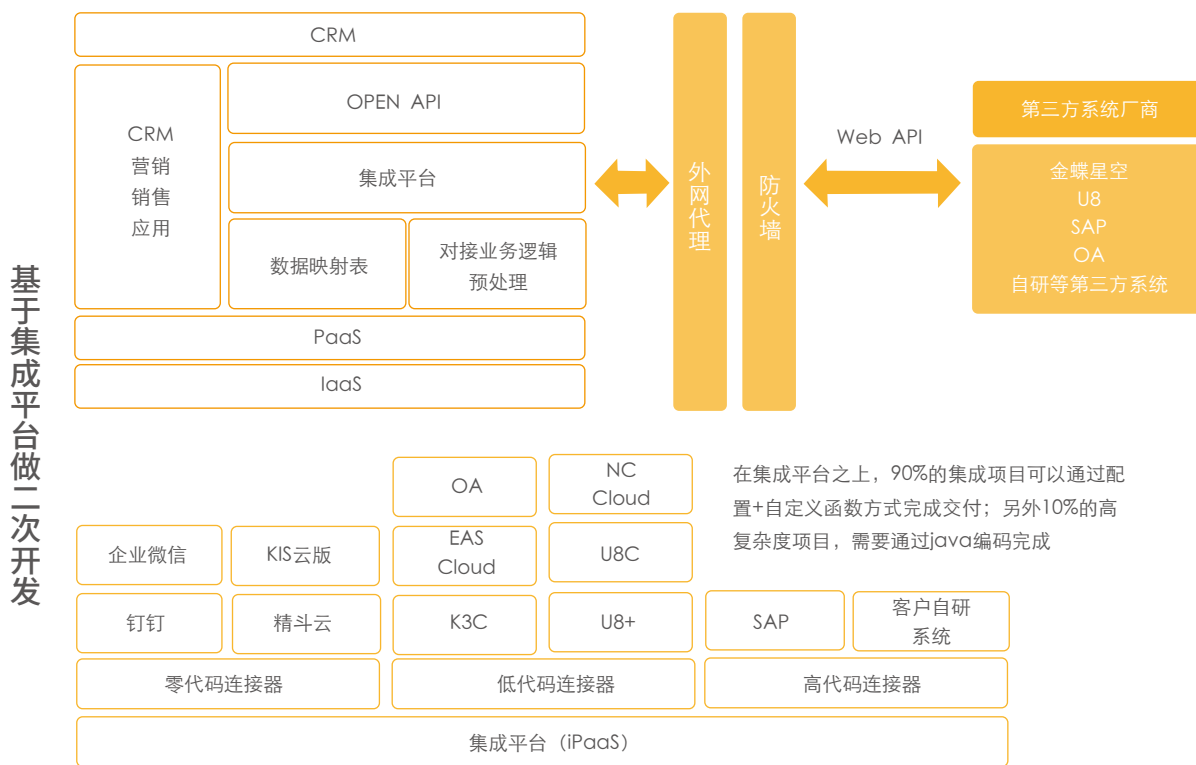 基于集成平台做二次开发
CRM
CRM
营销
销售
应用
OPEN API
集成平台
数据映射表
对接业务逻辑
预处理
PaaS
IaaS
外网代理
防火墙
Web API
第三方系统厂商
金蝶星空
U8
SAP
OA
自研等第三方系统
OA
NC
Cloud
企业微信
KIS云版
EAS
Cloud
U8C
钉钉
精斗云
K3C
U8+
SAP
客户自研
系统
零代码连接器
低代码连接器
高代码连接器
集成平台（iPaaS）
在集成平台之上，90%的集成项目可以通过配
置+自定义函数方式完成交付；另外10%的高
复杂度项目，需要通过java编码完成